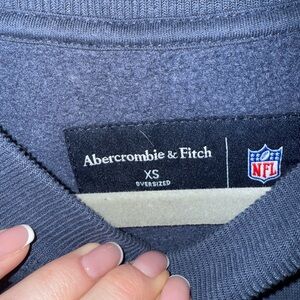 Abercrombie & Fitch
XS
OVERSIZED
NFL